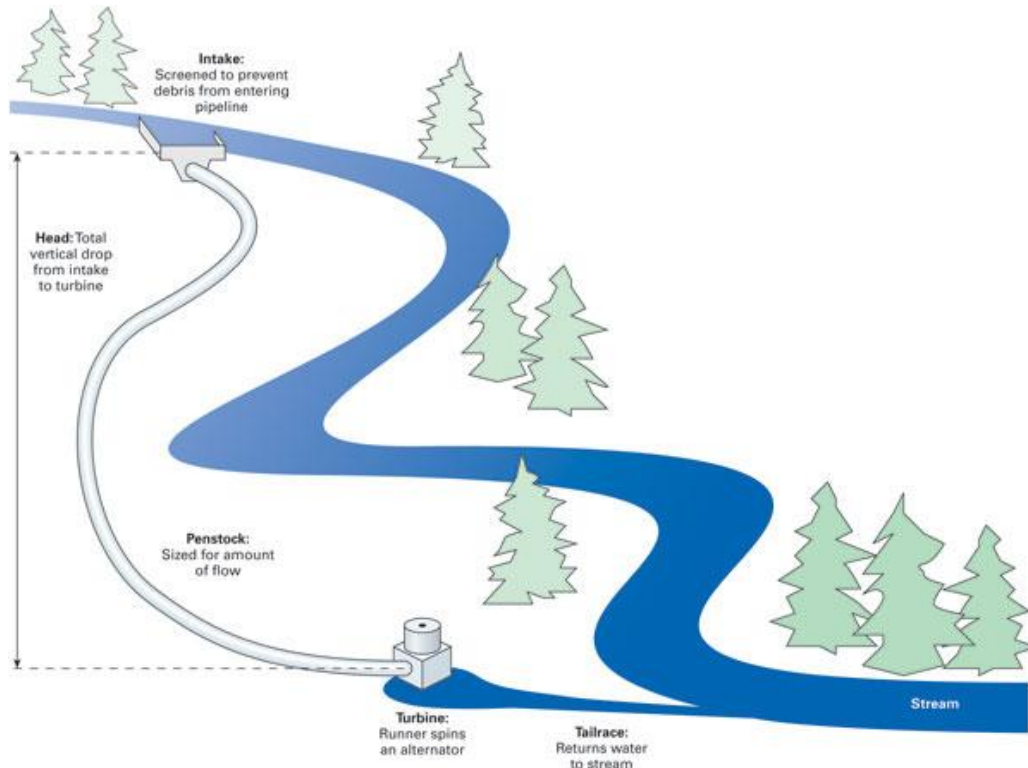 Intake:
Screened to prevent
debris from entering
pipeline
Head: Total
vertical drop
from intake
to turbine
Penstock:
Sized for amount
of flow
Stream
Turbine:
Runner spins
an alternator
Tailrace:
Returns water
to stream